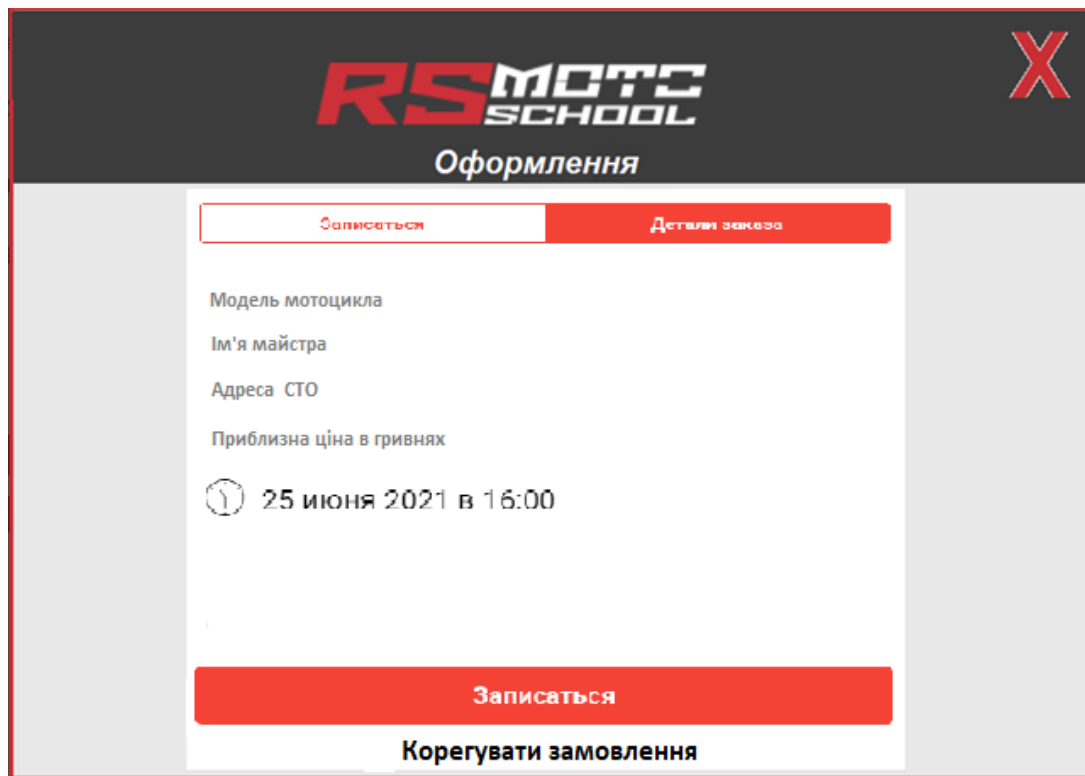 X
RS MOTO
SCHOOL
Оформлення
Записаться Детали заказа
Модель мотоцикла
Ім'я майстра
Адреса СТО
Приблизна ціна в гривнях
25 июня 2021 в 16:00
Записаться
Корегувати замовлення